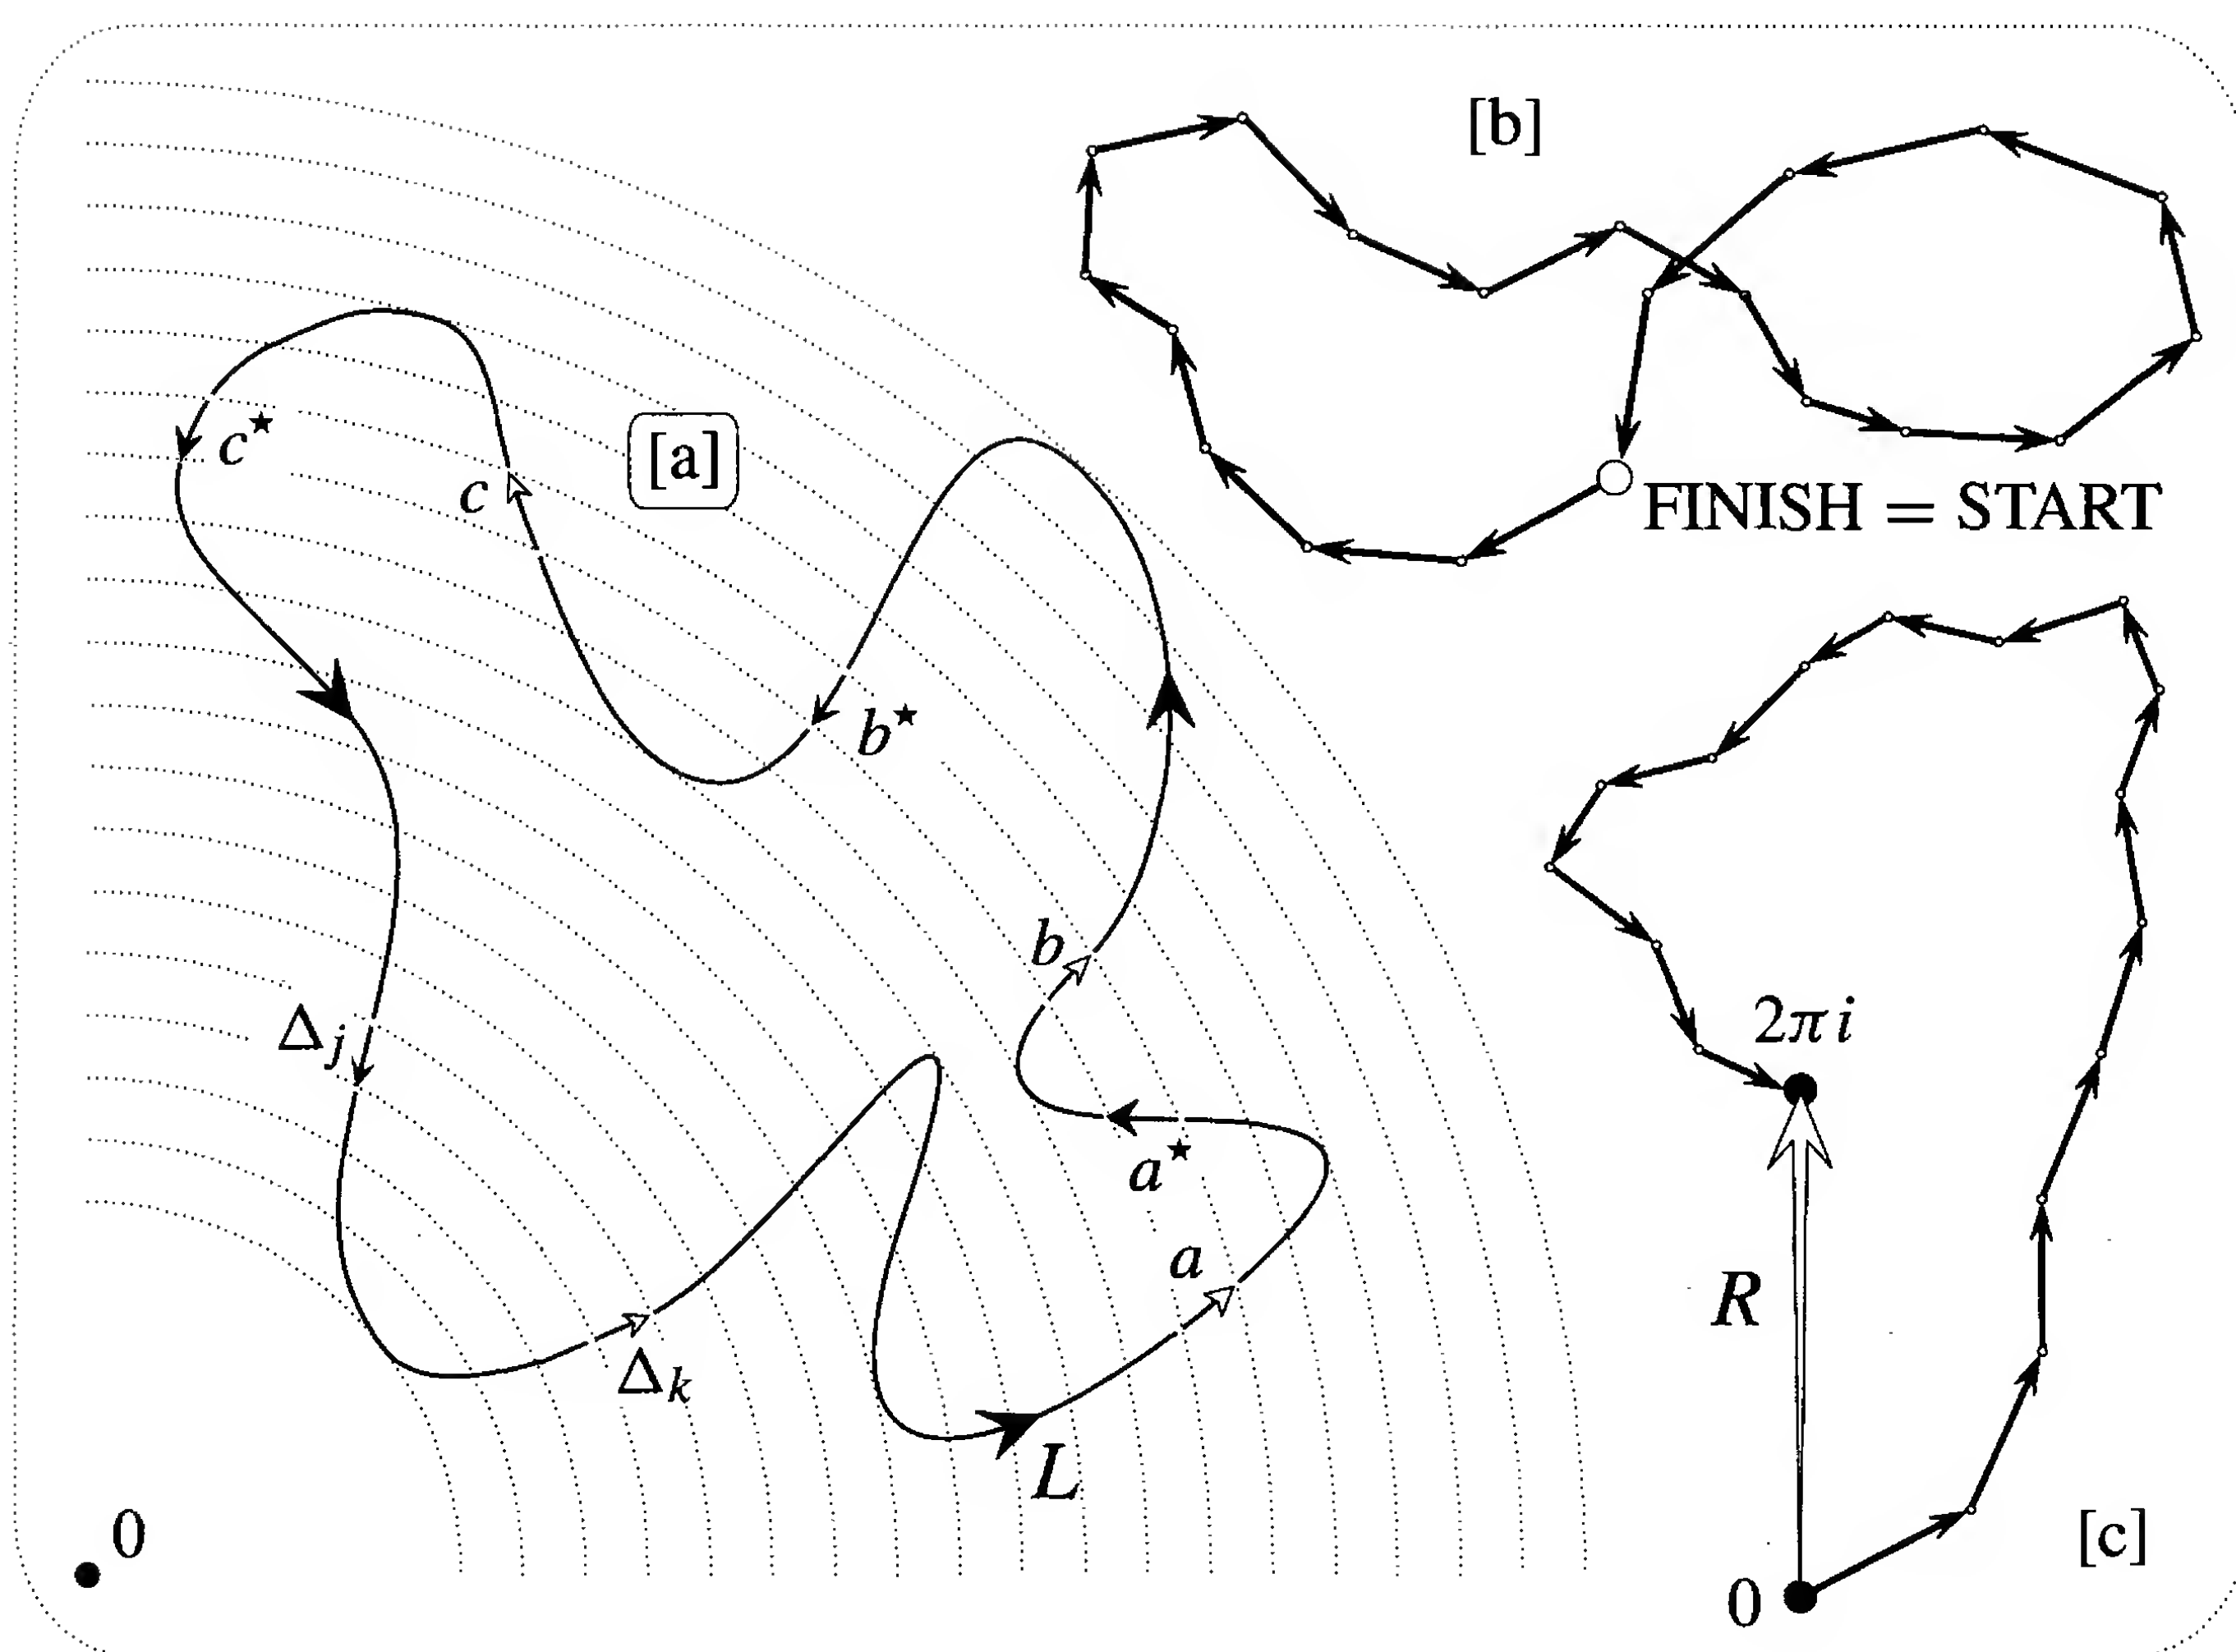 [b]
c★
[a]
c
FINISH = START
b★
b
Δj
2πi
a★
a
R
Δk
L
0
[c]
0